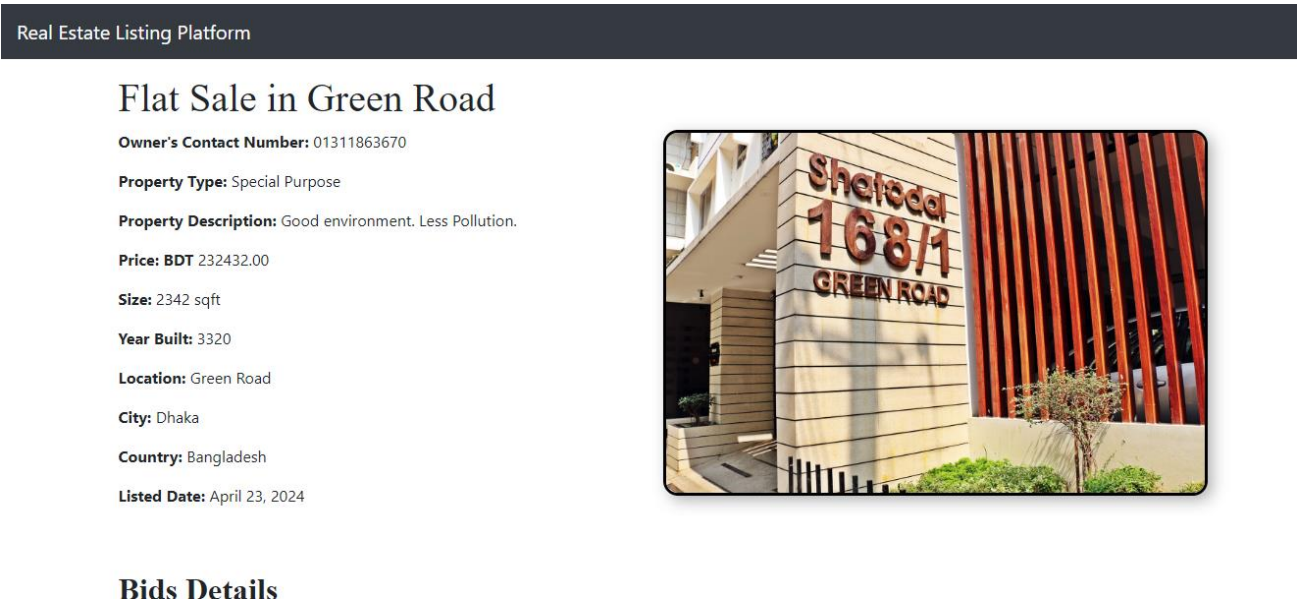 Real Estate Listing Platform
Flat Sale in Green Road
Owner's Contact Number: 01311863670
Property Type: Special Purpose
Property Description: Good environment. Less Pollution.
Price: BDT 232432.00
Size: 2342 sqft
Year Built: 3320
Location: Green Road
City: Dhaka
Country: Bangladesh
Listed Date: April 23, 2024
Shatodal
168/1
GREEN ROAD
Bids Details